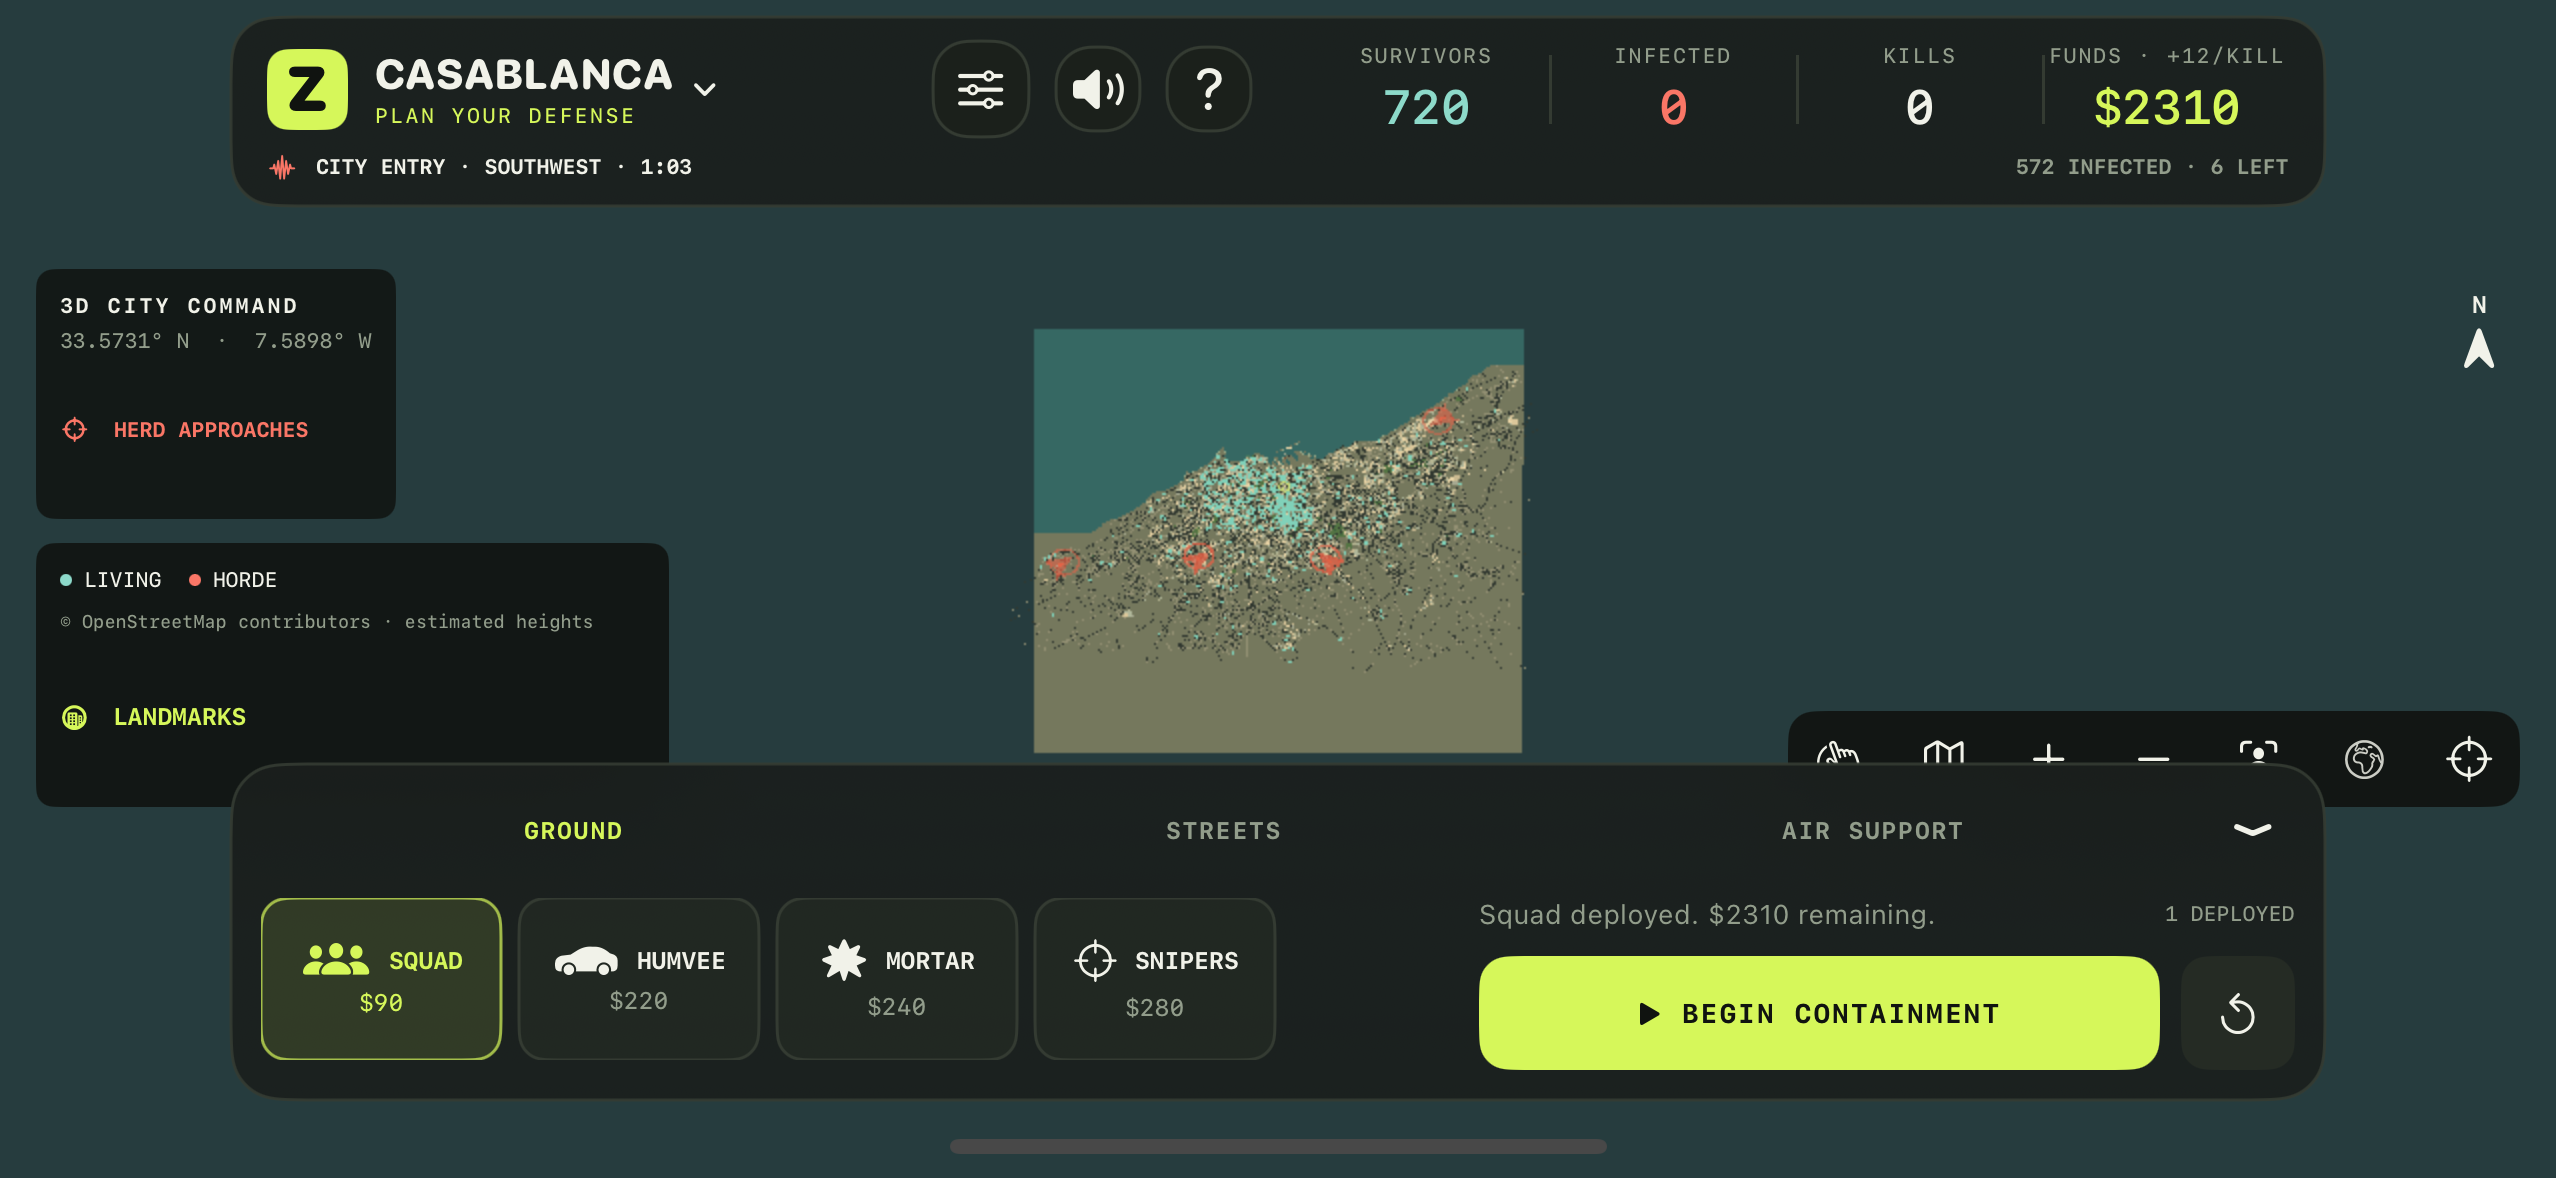 Z
CASABLANCA
PLAN YOUR DEFENSE
CITY ENTRY · SOUTHWEST · 1:03
?
SURVIVORS
720
INFECTED
0
KILLS
0
FUNDS · +12/KILL
$2310
572 INFECTED · 6 LEFT
3D CITY COMMAND
33.5731° N · 7.5898° W
HERD APPROACHES
N
LIVING HORDE
© OpenStreetMap contributors · estimated heights
LANDMARKS
GROUND
STREETS
AIR SUPPORT
SQUAD
$90
HUMVEE
$220
MORTAR
$240
SNIPERS
$280
Squad deployed. $2310 remaining.
1 DEPLOYED
BEGIN CONTAINMENT